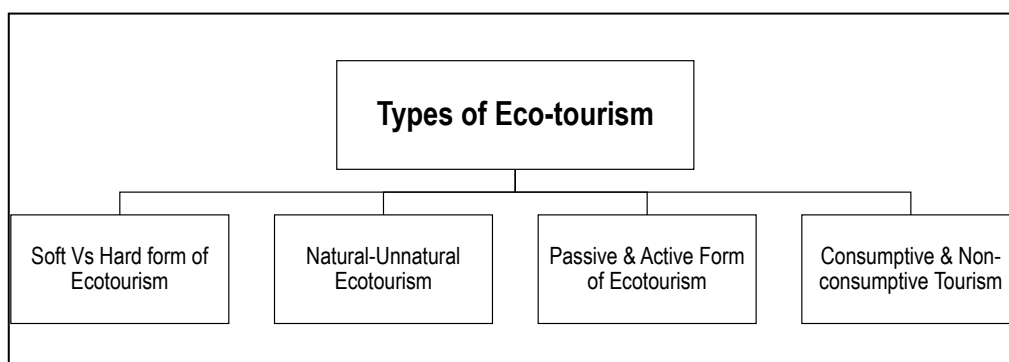 Types of Eco-tourism
Soft Vs Hard form of
Ecotourism
Natural-Unnatural
Ecotourism
Passive & Active Form
of Ecotourism
Consumptive & Non-
consumptive Tourism